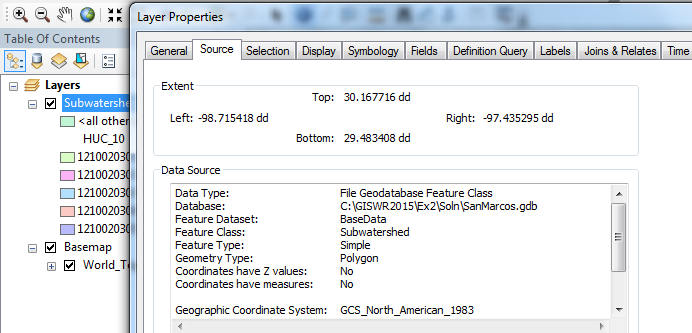 Layer Properties
Table Of Contents
General Source Selection Display Symbology Fields Definition Query Labels Joins & Relates Time
Layers
Subwatershe
<all other
HUC_10
121002030
121002030
121002030
121002030
121002030
Basemap
World_T
Extent
Top: 30.167716 dd
Left: -98.715418 dd Right: -97.435295 dd
Bottom: 29.483408 dd
Data Source
Data Type: File Geodatabase Feature Class
Database: C:\GISWR2015\Ex2\Soln\SanMarcos.gdb
Feature Dataset: BaseData
Feature Class: Subwatershed
Feature Type: Simple
Geometry Type: Polygon
Coordinates have Z values: No
Coordinates have measures: No
Geographic Coordinate System: GCS_North_American_1983